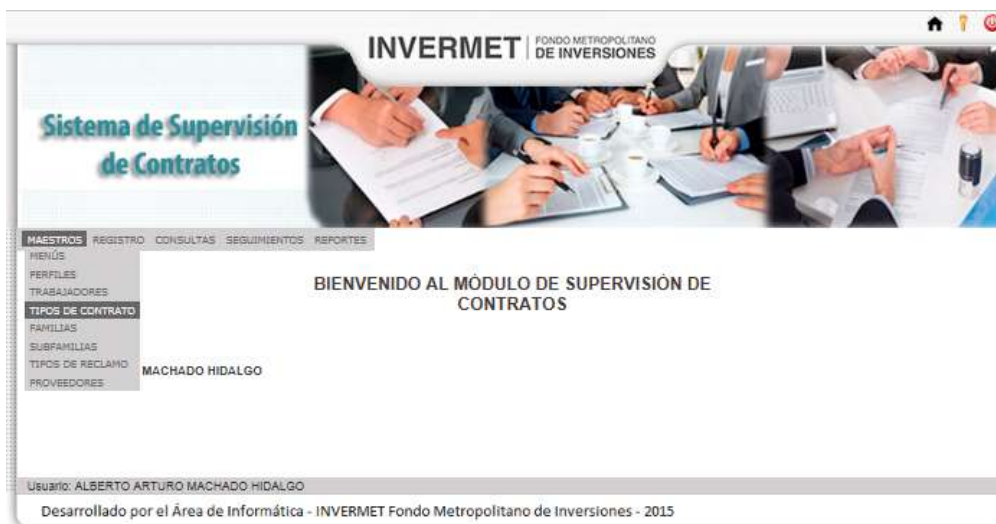 INVERMET FONDO METROPOLITANO
DE INVERSIONES
Sistema de Supervisión
de Contratos
MAESTROS REGISTRO CONSULTAS SEGUIMIENTOS REPORTES
MENÚS
PERFILES
TRABAJADORES
TIPOS DE CONTRATO
FAMILIAS
SUBFAMILIAS
TIPOS DE RECLAMO
PROVEEDORES
BIENVENIDO AL MÓDULO DE SUPERVISIÓN DE
CONTRATOS
MACHADO HIDALGO
Usuario: ALBERTO ARTURO MACHADO HIDALGO
Desarrollado por el Área de Informática - INVERMET Fondo Metropolitano de Inversiones - 2015